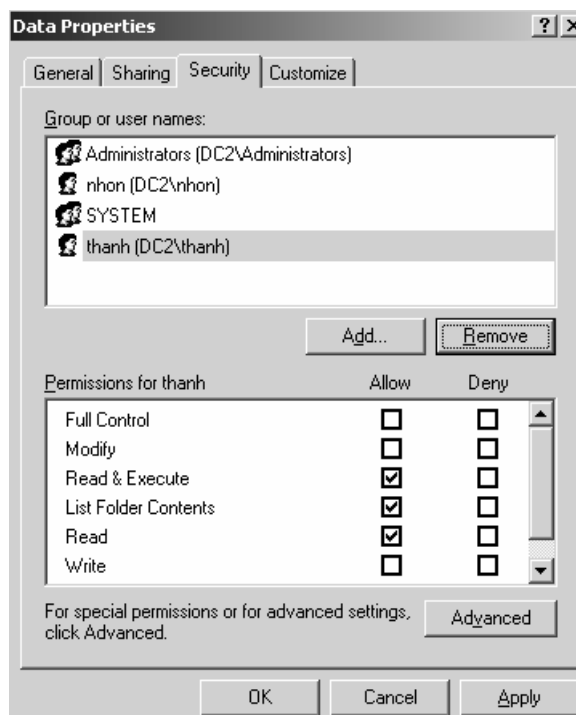 Data Properties
General Sharing Security Customize
Group or user names:
Administrators (DC2\Administrators)
nhon (DC2\nhon)
SYSTEM
thanh (DC2\thanh)
Add... Remove
Permissions for thanh Allow Deny
Full Control
Modify
Read & Execute
List Folder Contents
Read
Write
For special permissions or for advanced settings,
click Advanced.
Advanced
OK Cancel Apply